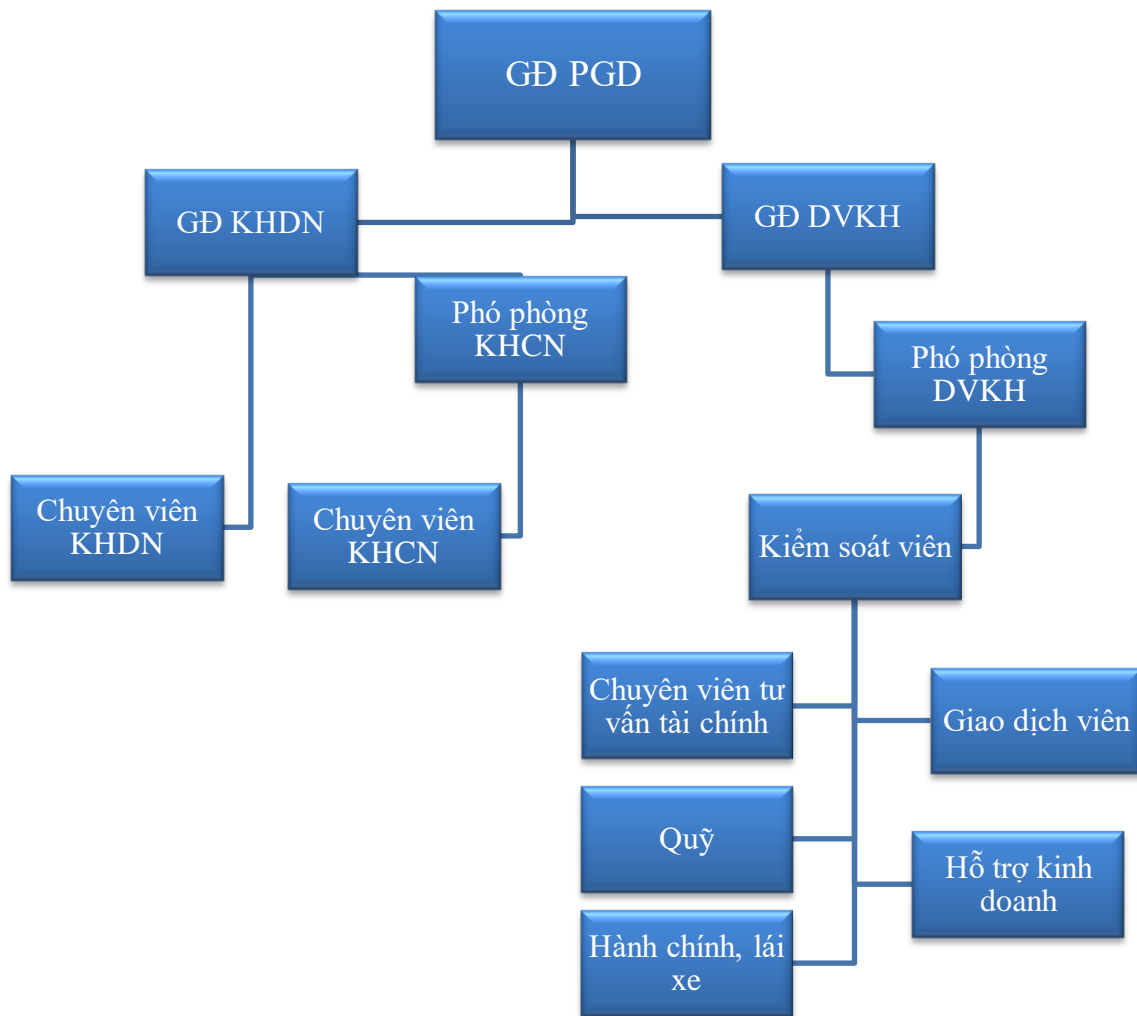 GĐ PGD
GĐ KHDN
GĐ DVKH
Phó phòng
KHCN
Phó phòng
DVKH
Chuyên viên
KHDN
Chuyên viên
KHCN
Kiểm soát viên
Chuyên viên tư
vấn tài chính
Giao dịch viên
Quỹ
Hỗ trợ kinh
doanh
Hành chính, lái
xe